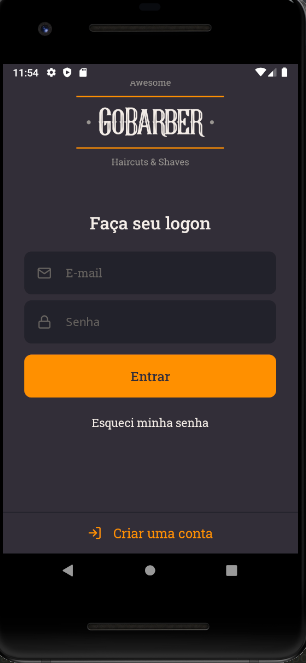 11:54
Awesome
GOBARBER
Haircuts & Shaves
Faça seu logon
E-mail
Senha
Entrar
Esqueci minha senha
Criar uma conta